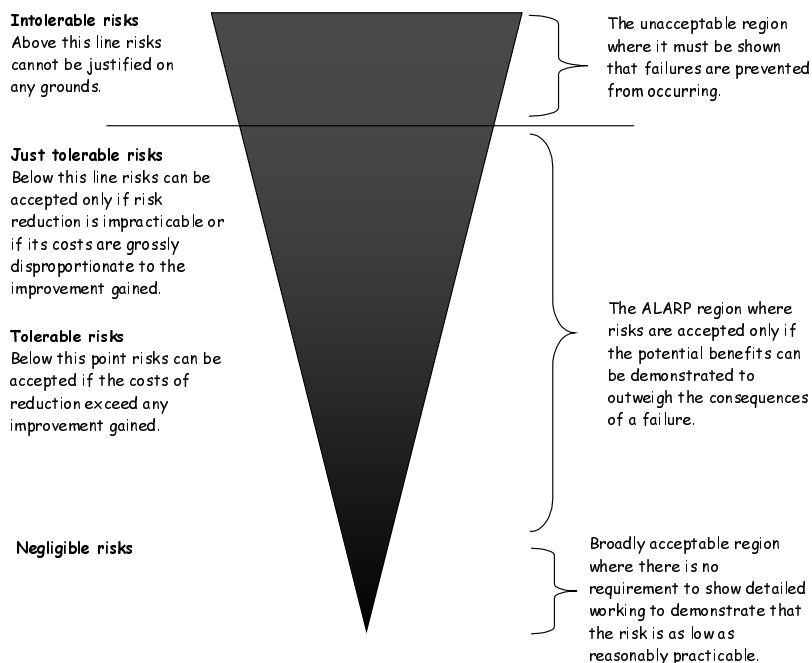 Intolerable risks
Above this line risks
cannot be justified on
any grounds.
The unacceptable region
where it must be shown
that failures are prevented
from occurring.
Just tolerable risks
Below this line risks can be
accepted only if risk
reduction is impracticable or
if its costs are grossly
disproportionate to the
improvement gained.
Tolerable risks
Below this point risks can be
accepted if the costs of
reduction exceed any
improvement gained.
The ALARP region where
risks are accepted only if
the potential benefits can
be demonstrated to
outweigh the consequences
of a failure.
Negligible risks
Broadly acceptable region
where there is no
requirement to show detailed
working to demonstrate that
the risk is as low as
reasonably practicable.